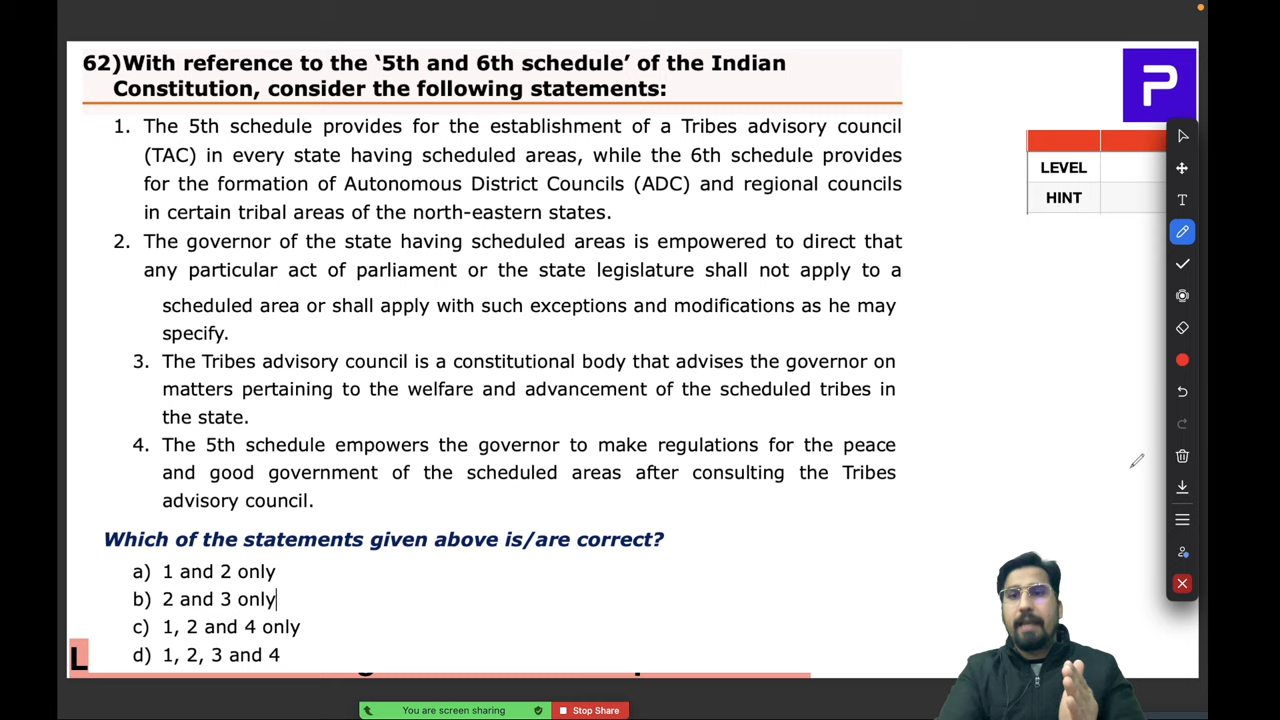 62)With reference to the ‘5th and 6th schedule’ of the Indian
Constitution, consider the following statements:
1. The 5th schedule provides for the establishment of a Tribes advisory council
(TAC) in every state having scheduled areas, while the 6th schedule provides
for the formation of Autonomous District Councils (ADC) and regional councils
in certain tribal areas of the north-eastern states.
2. The governor of the state having scheduled areas is empowered to direct that
any particular act of parliament or the state legislature shall not apply to a
scheduled area or shall apply with such exceptions and modifications as he may
specify.
3. The Tribes advisory council is a constitutional body that advises the governor on
matters pertaining to the welfare and advancement of the scheduled tribes in
the state.
4. The 5th schedule empowers the governor to make regulations for the peace
and good government of the scheduled areas after consulting the Tribes
advisory council.
Which of the statements given above is/are correct?
a) 1 and 2 only
b) 2 and 3 only
c) 1, 2 and 4 only
d) 1, 2, 3 and 4
L
P
LEVEL
HINT
T
You are screen sharing
Stop Share